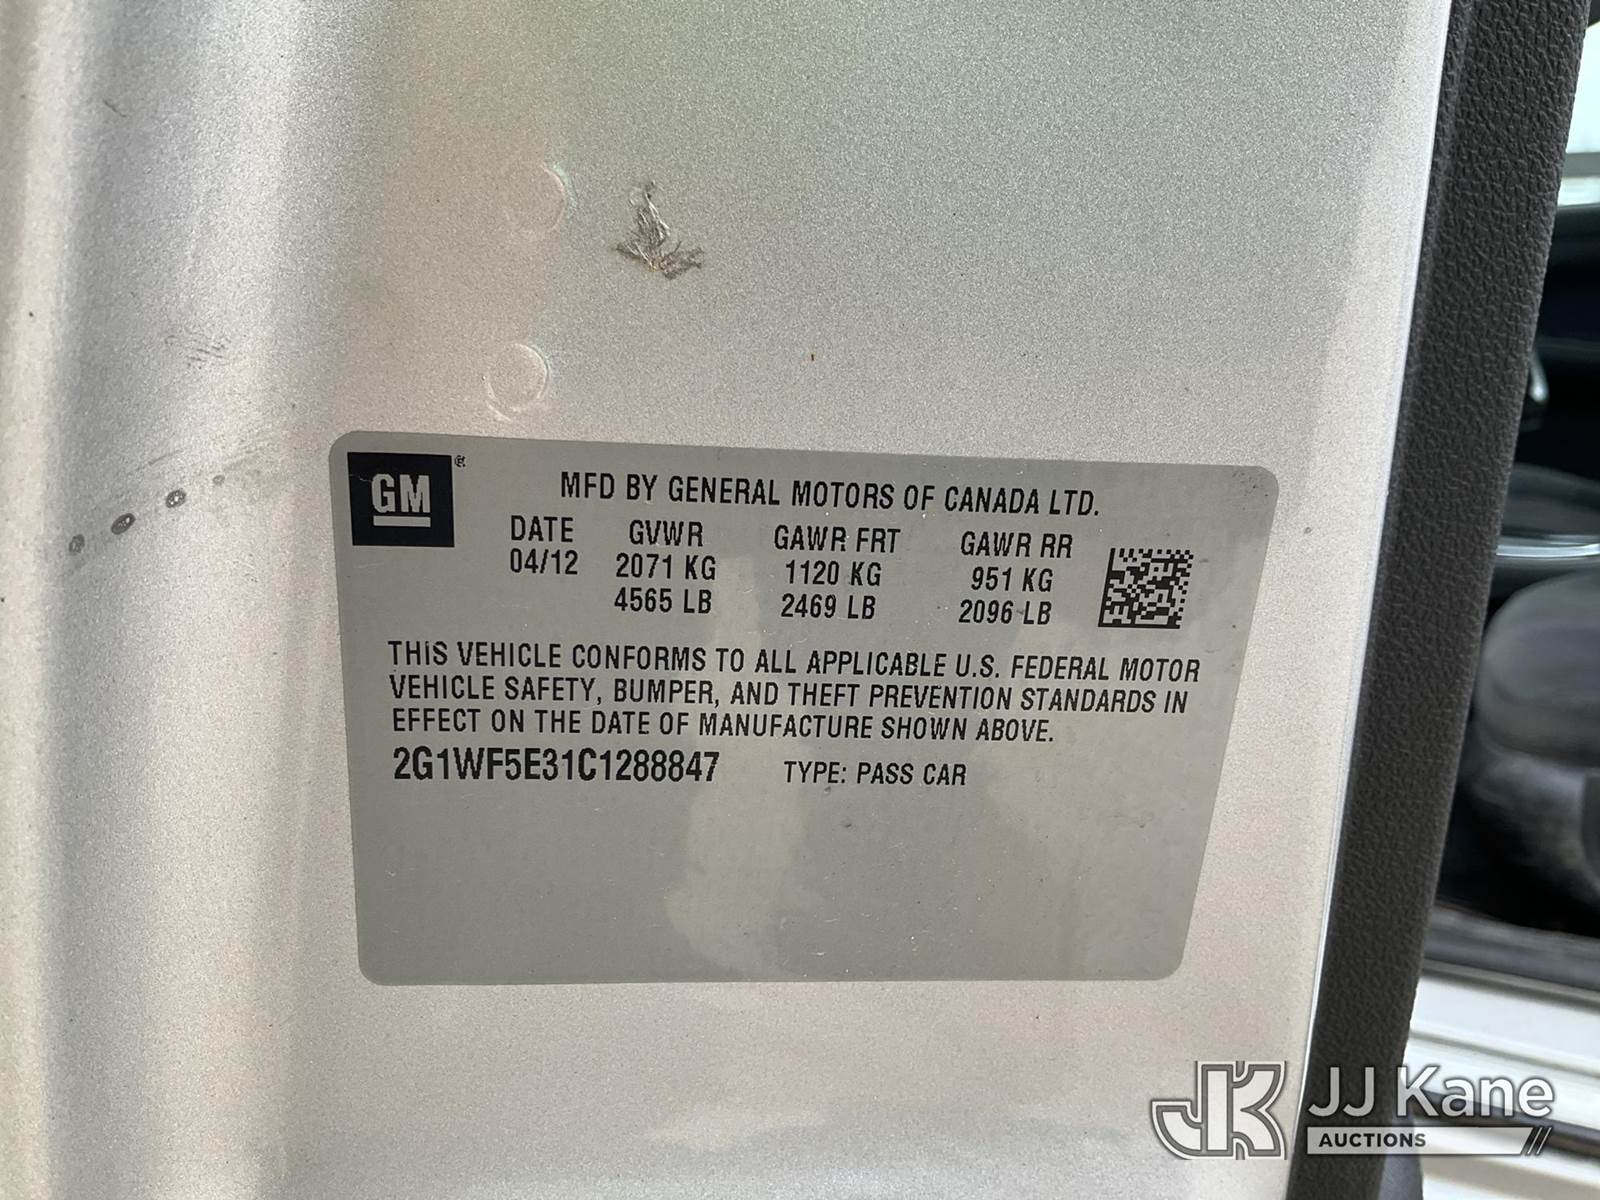 GM®
MFD BY GENERAL MOTORS OF CANADA LTD.
DATE GVWR GAWR FRT GAWR RR
04/12 2071 KG 1120 KG 951 KG
4565 LB 2469 LB 2096 LB
THIS VEHICLE CONFORMS TO ALL APPLICABLE U.S. FEDERAL MOTOR
VEHICLE SAFETY, BUMPER, AND THEFT PREVENTION STANDARDS IN
EFFECT ON THE DATE OF MANUFACTURE SHOWN ABOVE.
2G1WF5E31C1288847 TYPE: PASS CAR
JK JJ Kane
AUCTIONS